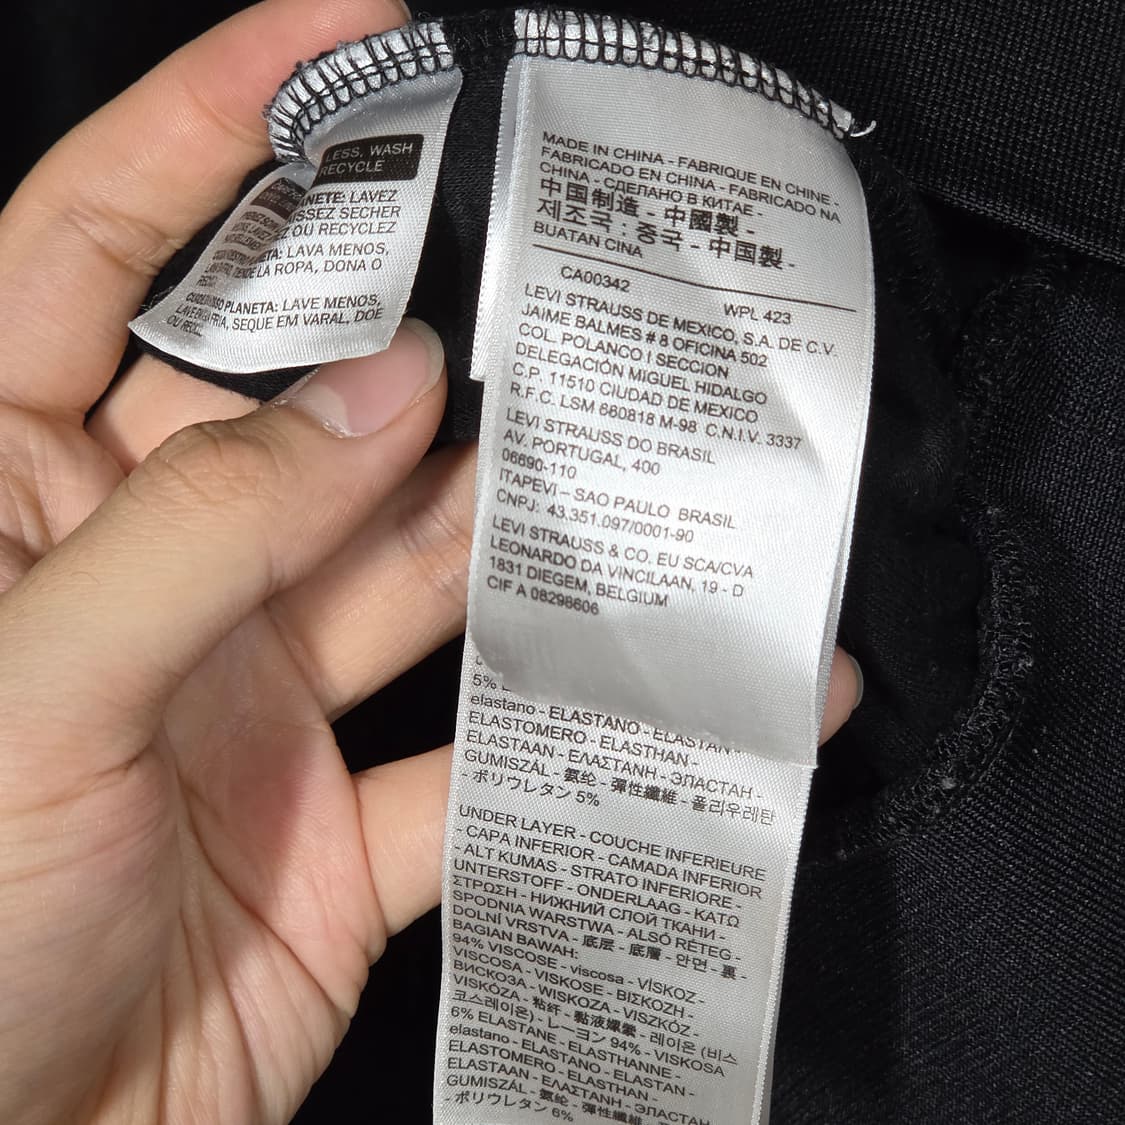 LESS, WASH
RECYCLE
ANETE: LAVEZ
ISSEZ SECHER
OU RECYCLEZ
PLANETA: LAVA MENOS,
TIENDE LA ROPA, DONA O
PLANETA: LAVE MENOS,
FRIA, SEQUE EM VARAL, DOE
OU
MADE IN CHINA - FABRIQUE EN CHINE -
FABRICADO EN CHINA - FABRICADO NA
CHINA - СДЕЛАНО В КИТАЕ -
中国制造 - 中國製 -
제조국 : 중국 - 中国製 -
BUATAN CINA
CA00342 WPL 423
LEVI STRAUSS DE MEXICO, S.A. DE C.V.
JAIME BALMES # 8 OFICINA 502
COL. POLANCO I SECCION
DELEGACIÓN MIGUEL HIDALGO
C.P. 11510 CIUDAD DE MEXICO
R.F.C. LSM 660818 M-98 C.N.I.V. 3337
LEVI STRAUSS DO BRASIL
AV. PORTUGAL, 400
06690-110
ITAPEVI – SAO PAULO BRASIL
CNPJ: 43.351.097/0001-90
LEVI STRAUSS & CO. EU SCA/CVA
LEONARDO DA VINCILAAN, 19 - D
1831 DIEGEM, BELGIUM
CIF A 08298606
5%
elastano - ELASTANO - ELASTAN
ELASTOMERO - ELASTHAN -
ELASTAAN - ΕΛΑΣΤΑΝΗ - ЭЛАСТАН -
GUMISZÁL - 氨纶 - 彈性纖維 - 폴리우레탄
- ポリウレタン 5%
UNDER LAYER - COUCHE INFERIEURE
- CAPA INFERIOR - CAMADA INFERIOR
- ALT KUMAS - STRATO INFERIORE -
UNTERSTOFF - ONDERLAAG - ΚΑΤΩ
ΣΤΡΩΣΗ - НИЖНИЙ СЛОЙ ТКАНИ -
SPODNIA WARSTWA - ALSÓ RÉTEG -
DOLNÍ VRSTVA - 底层 - 底層 - 안면 - 裏 -
BAGIAN BAWAH:
94% VISCOSE - viscosa - VÍSKOZ -
VISCOSA - VISKOSE - ΒΙΣΚΟΖΗ -
ВИСКОЗА - WISKOZA - VISZKÓZ -
VISKÓZA - 粘纤 - 黏液嫘縈 - 레이온 (비스
코스레이온) - レーヨン 94% - VISKOSA
6% ELASTANE - ELASTHANNE -
elastano - ELASTANO - ELASTAN -
ELASTOMERO - ELASTHAN -
ELASTAAN - ΕΛΑΣΤΑΝΗ - ЭЛАСТАН -
GUMISZÁL - 氨纶 - 彈性纖維 -
- ポリウレタン 6%